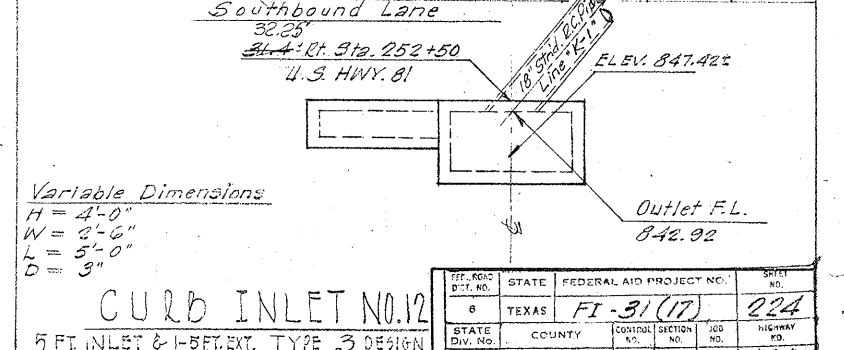 Southbound Lane
32.25'
31.4' Rt. Sta. 252+50
U.S. HWY. 81
18" Strd. R.C. Pipe
Line "K-1"
ELEV. 847.42±
Variable Dimensions
H = 4'-0"
W = 2'-6"
L = 5'-0"
D = 3"
Outlet F.L.
842.92
CURB INLET NO.12
5 FT. INLET & 1-5FT. EXT. TYPE 3 DESIGN
FED. ROAD DIST. NO.
STATE
FEDERAL AID PROJECT NO.
SHEET NO.
6
TEXAS
FI-31(17)
224
STATE DIV. No.
COUNTY
CONTROL NO.
SECTION NO.
JOB NO.
HIGHWAY NO.